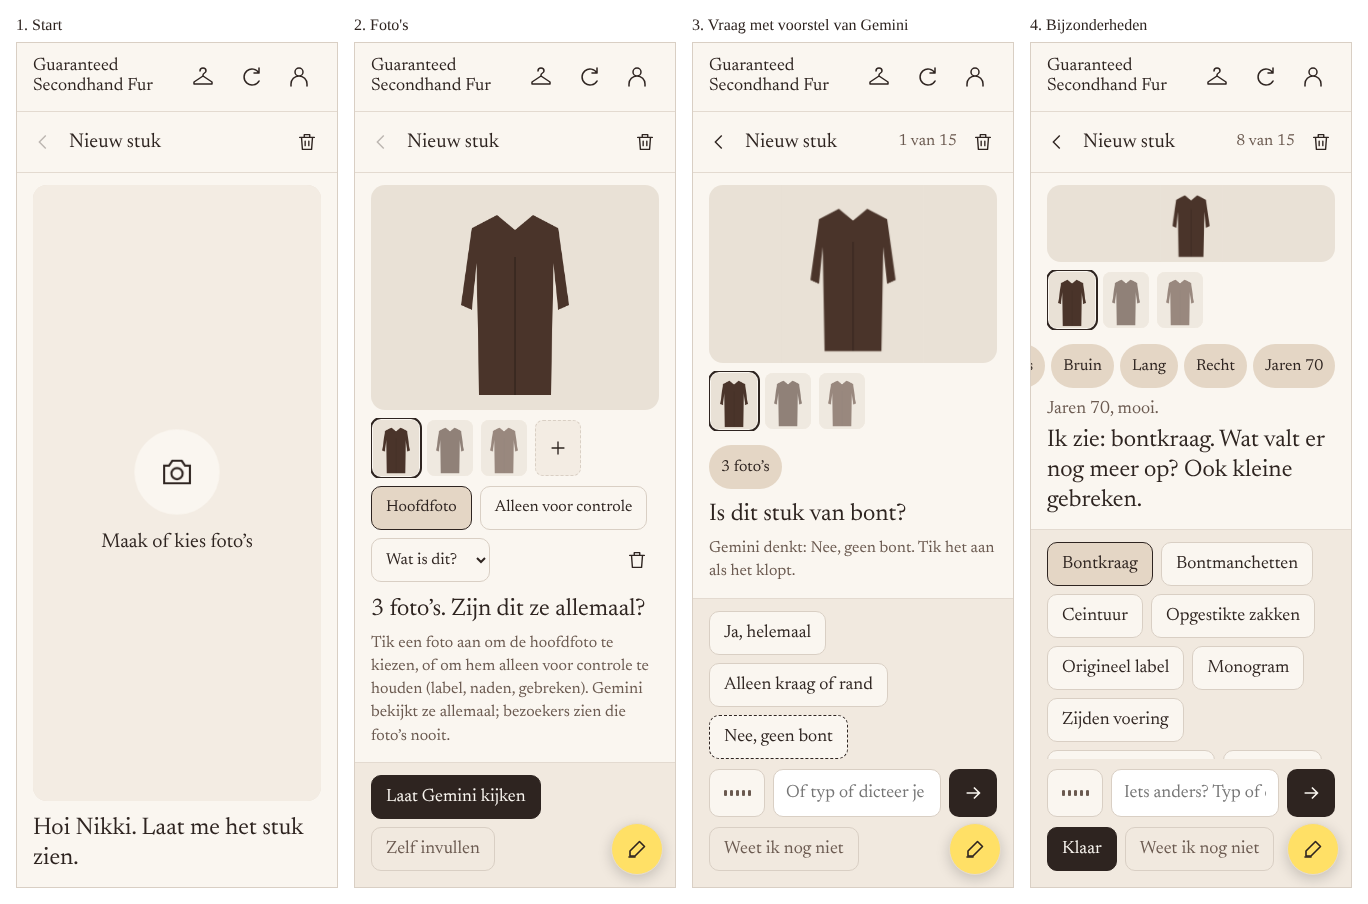 1. Start
Guaranteed
Secondhand Fur
Nieuw stuk
Maak of kies foto's
Hoi Nikki. Laat me het stuk
zien.
2. Foto's
Guaranteed
Secondhand Fur
Nieuw stuk
Hoofdfoto
Alleen voor controle
Wat is dit?
3 foto's. Zijn dit ze allemaal?
Tik een foto aan om de hoofdfoto te
kiezen, of om hem alleen voor controle te
houden (label, naden, gebreken). Gemini
bekijkt ze allemaal; bezoekers zien die
foto's nooit.
Laat Gemini kijken
Zelf invullen
3. Vraag met voorstel van Gemini
Guaranteed
Secondhand Fur
Nieuw stuk
1 van 15
3 foto's
Is dit stuk van bont?
Gemini denkt: Nee, geen bont. Tik het aan
als het klopt.
Ja, helemaal
Alleen kraag of rand
Nee, geen bont
Of typ of dicteer je
Weet ik nog niet
4. Bijzonderheden
Guaranteed
Secondhand Fur
Nieuw stuk
8 van 15
s
Bruin
Lang
Recht
Jaren 70
Jaren 70, mooi.
Ik zie: bontkraag. Wat valt er
nog meer op? Ook kleine
gebreken.
Bontkraag
Bontmanchetten
Ceintuur
Opgestikte zakken
Origineel label
Monogram
Zijden voering
Iets anders? Typ of
Klaar
Weet ik nog niet